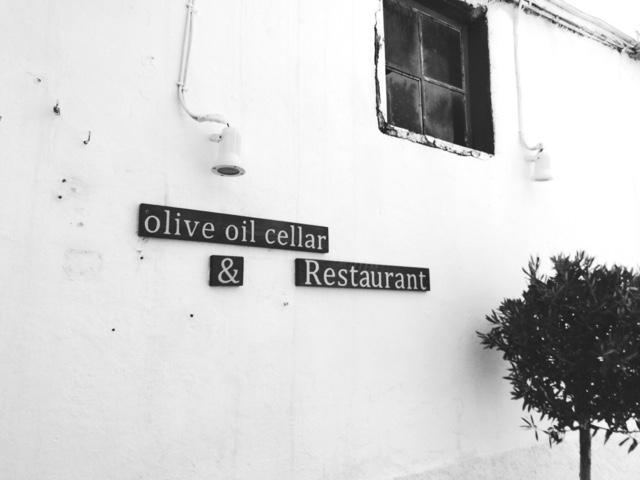 olive oil cellar
& Restaurant